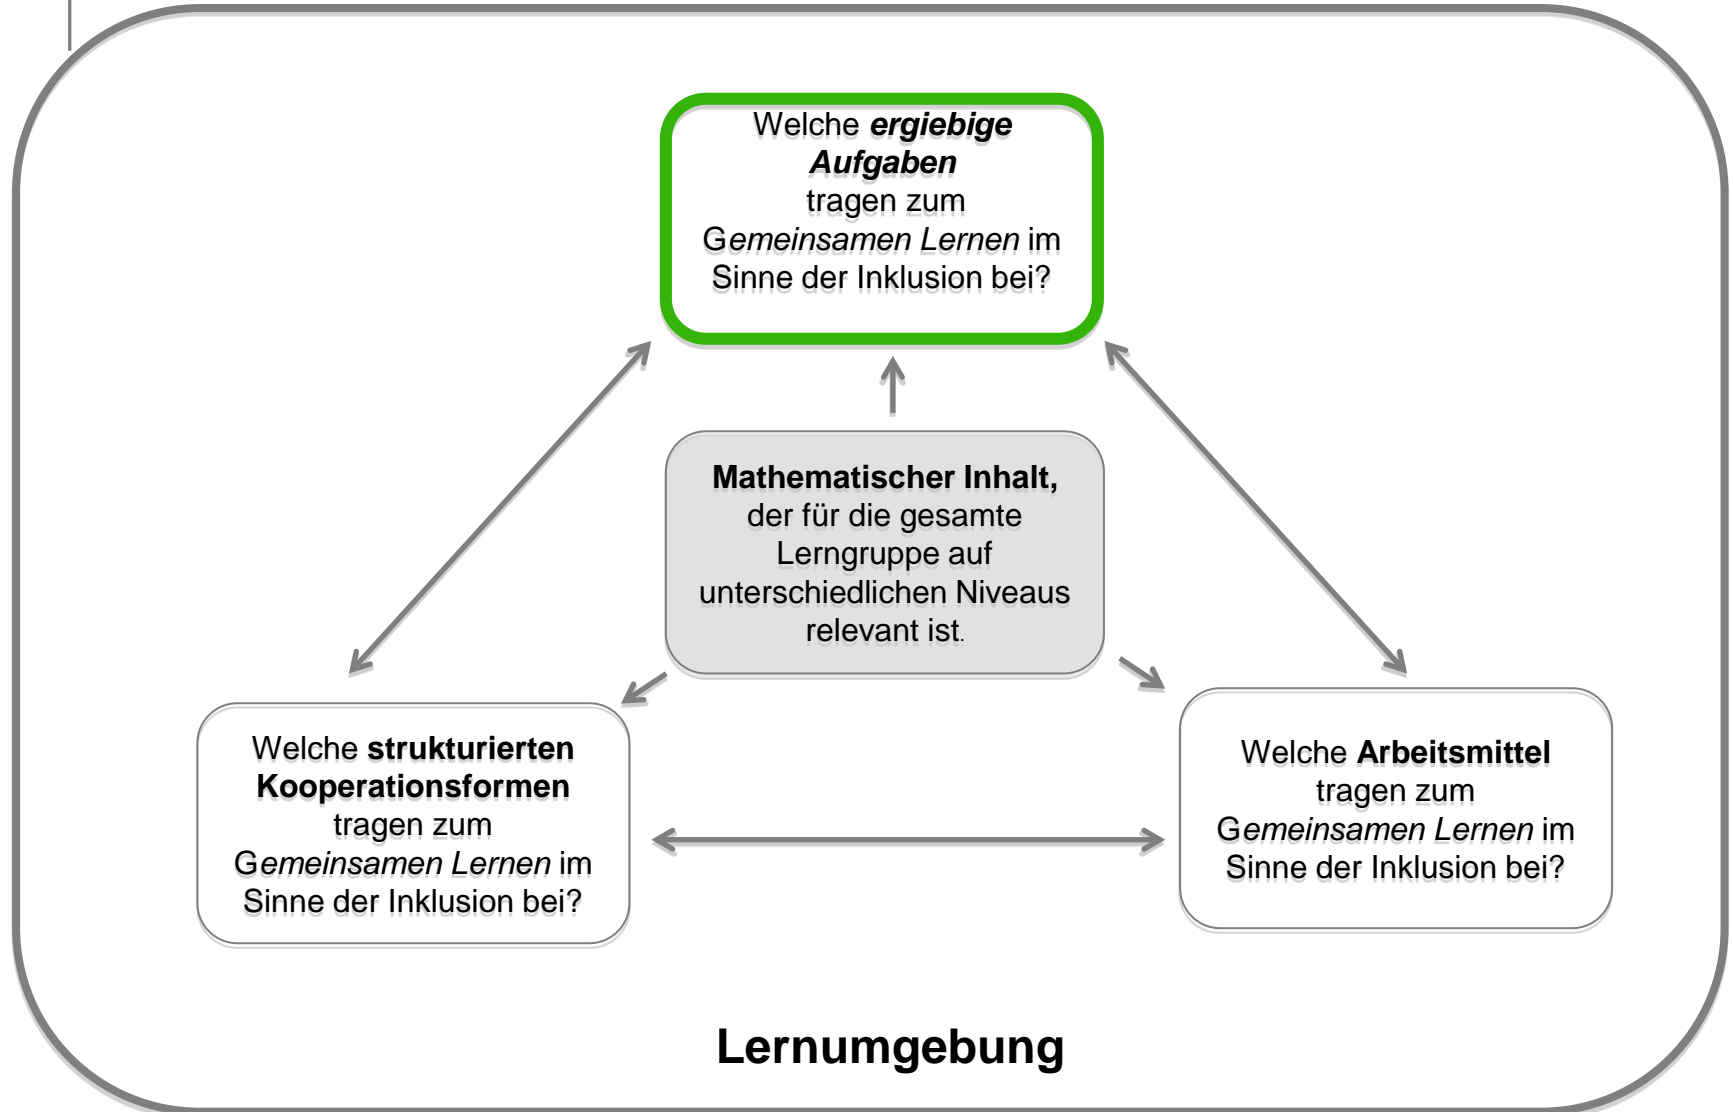 Welche ergiebige
Aufgaben
tragen zum
Gemeinsamen Lernen im
Sinne der Inklusion bei?
Mathematischer Inhalt,
der für die gesamte
Lerngruppe auf
unterschiedlichen Niveaus
relevant ist.
Welche strukturierten
Kooperationsformen
tragen zum
Gemeinsamen Lernen im
Sinne der Inklusion bei?
Welche Arbeitsmittel
tragen zum
Gemeinsamen Lernen im
Sinne der Inklusion bei?
Lernumgebung